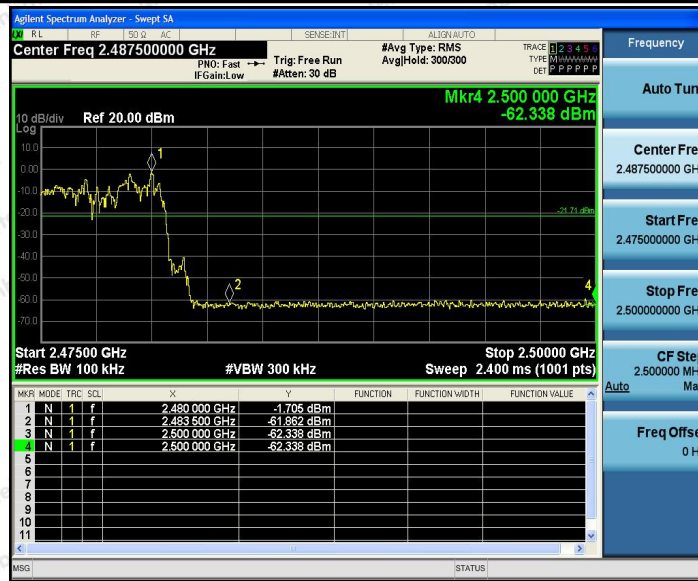 Agilent Spectrum Analyzer - Swept SA
RL RF 50 Ω AC SENSE:INT ALIGN AUTO
Center Freq 2.487500000 GHz
PNO: Fast
IFGain:Low
Trig: Free Run
#Atten: 30 dB
#Avg Type: RMS
Avg|Hold: 300/300
TRACE 1 2 3 4 5 6
TYPE M
DET P P P P P P
Mkr4 2.500 000 GHz
-62.338 dBm
10 dB/div Ref 20.00 dBm
Log
10.0
0.00
-10.0
-20.0
-30.0
-40.0
-50.0
-60.0
-70.0
1
2
4
-21.71 dBm
Start 2.47500 GHz Stop 2.50000 GHz
#Res BW 100 kHz #VBW 300 kHz Sweep 2.400 ms (1001 pts)
MKR MODE TRC SCL X Y FUNCTION FUNCTION WIDTH FUNCTION VALUE
1 N 1 f 2.480 000 GHz -1.705 dBm
2 N 1 f 2.483 500 GHz -61.862 dBm
3 N 1 f 2.500 000 GHz -62.338 dBm
4 N 1 f 2.500 000 GHz -62.338 dBm
5
6
7
8
9
10
11
MSG STATUS
Frequency
Auto Tun
Center Fre
2.487500000 GH
Start Fre
2.475000000 GH
Stop Fre
2.500000000 GH
CF Ste
2.500000 MH
Auto Ma
Freq Offse
0 H